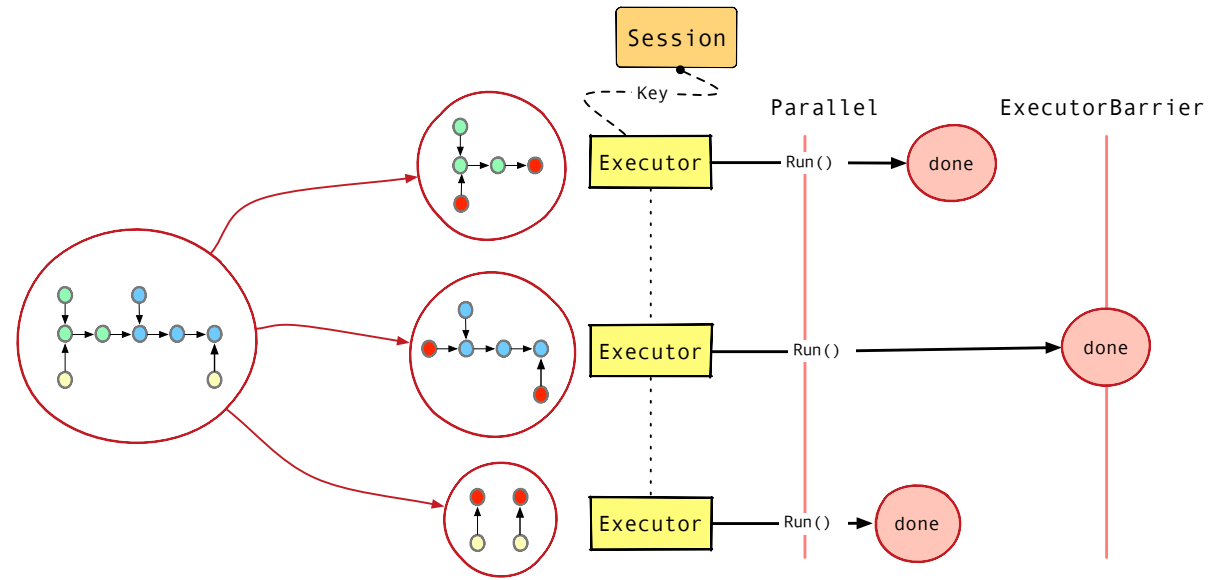 Session
Key
Parallel
ExecutorBarrier
Executor
Run()
done
Executor
Run()
done
Executor
Run()
done